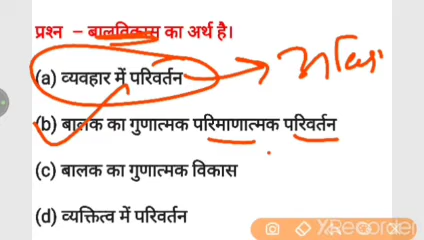 प्रश्न – बालविकास का अर्थ है।
(a) व्यवहार में परिवर्तन
(b) बालक का गुणात्मक परिमाणात्मक परिवर्तन
(c) बालक का गुणात्मक विकास
(d) व्यक्तित्व में परिवर्तन
XRecorder